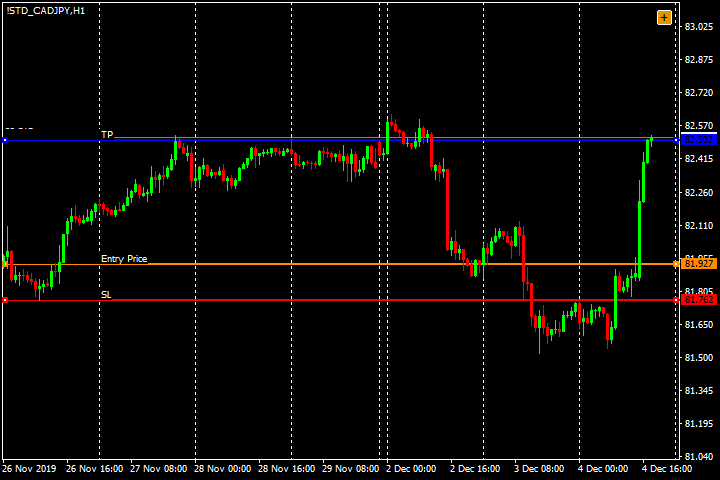 !STD_CADJPY,H1
+
83.025
82.875
82.720
82.570
TP
82.415
82.260
82.110
Entry Price
81.927
81.805
SL
81.762
81.650
81.500
81.345
81.195
81.040
26 Nov 2019
26 Nov 16:00
27 Nov 08:00
28 Nov 00:00
28 Nov 16:00
29 Nov 08:00
2 Dec 00:00
2 Dec 16:00
3 Dec 08:00
4 Dec 00:00
4 Dec 16:00